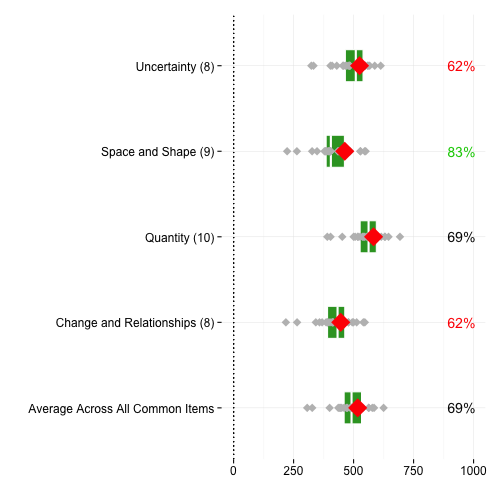 Uncertainty (8) 62%
Space and Shape (9) 83%
Quantity (10) 69%
Change and Relationships (8) 62%
Average Across All Common Items 69%
0 250 500 750 1000